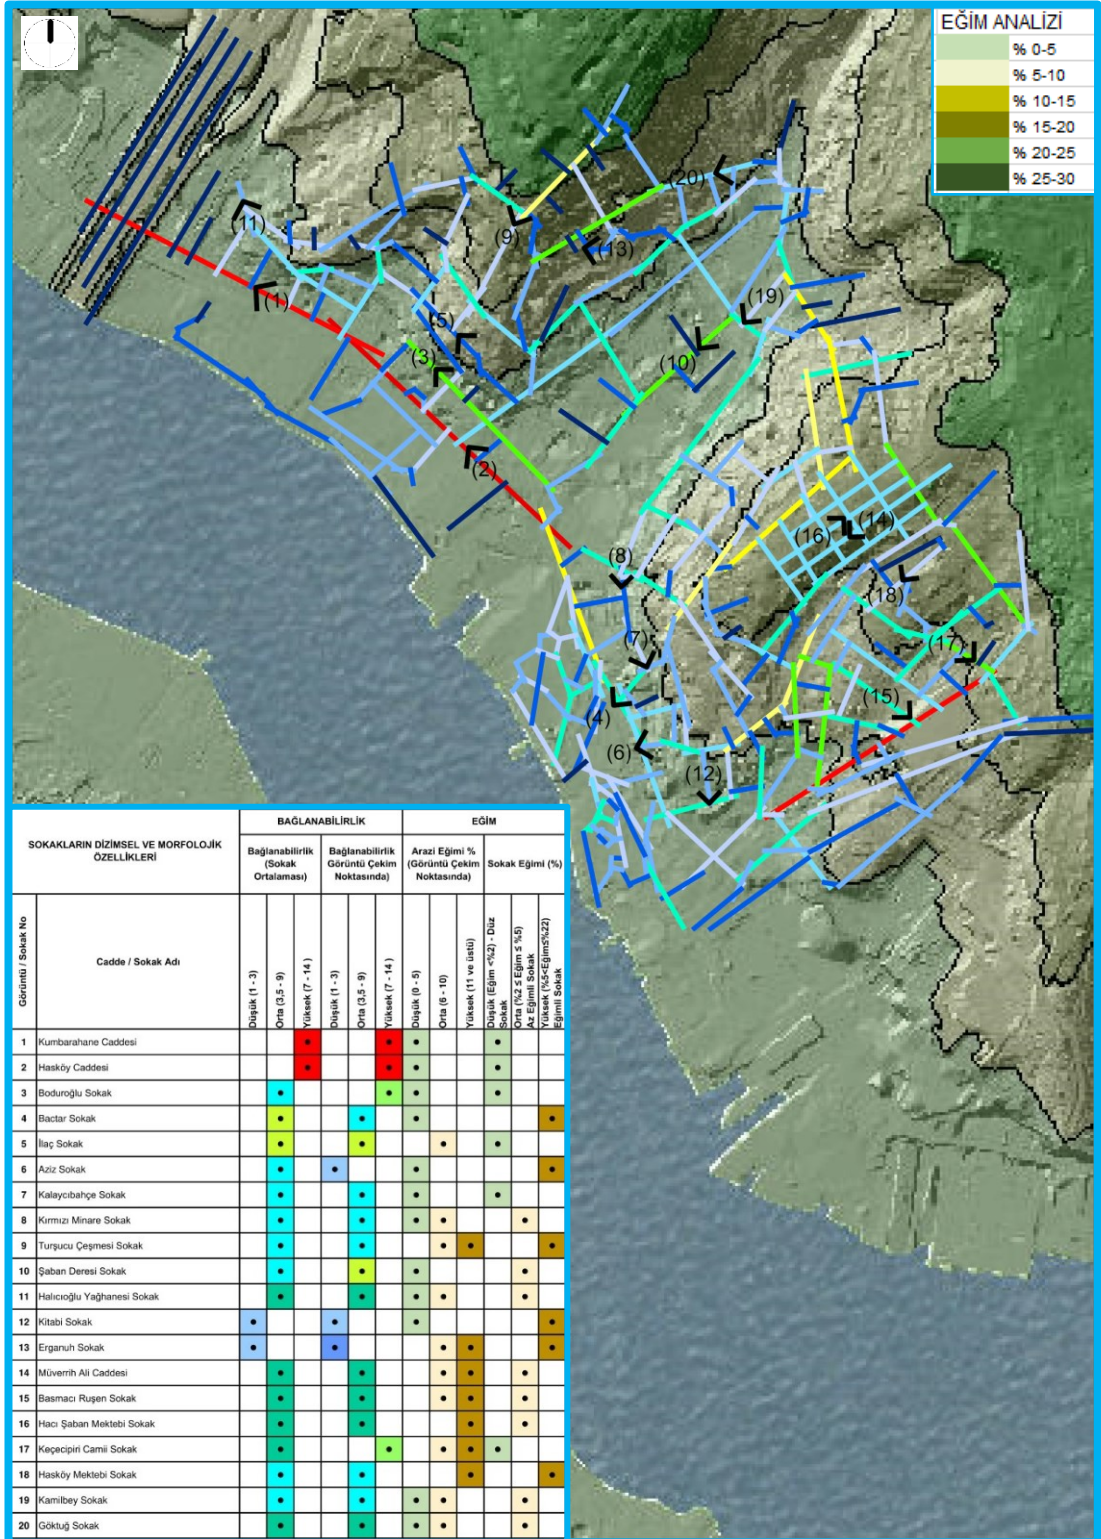 EĞİM ANALİZİ
% 0-5
% 5-10
% 10-15
% 15-20
% 20-25
% 25-30
(20)
(9)
(13)
(11)
(1)
(19)
(5)
(3)
(10)
(2)
(16)
(14)
(8)
(18)
(7)
(17)
(15)
(4)
(6)
(12)
SOKAKLARIN DİZİMSEL VE MORFOLOJİK
ÖZELLİKLERİ
BAĞLANABİLİRLİK
EĞİM
Bağlanabilirlik
(Sokak
Ortalaması)
Bağlanabilirlik
Görüntü Çekim
Noktasında)
Arazi Eğimi %
(Görüntü Çekim
Noktasında)
Sokak Eğimi (%)
Görüntü / Sokak No
Cadde / Sokak Adı
Düşük (1 - 3)
Orta (3,5 - 9)
Yüksek (7 - 14 )
Düşük (1 - 3)
Orta (3,5 - 9)
Yüksek (7 - 14 )
Düşük (0 - 5)
Orta (6 - 10)
Yüksek (11 ve üstü)
Düşük (Eğim <%2) - Düz
Sokak
Orta (%2 ≤ Eğim ≤ %5)
Az Eğimli Sokak
Yüksek (%5<Eğim≤%22)
Eğimli Sokak
1 Kumbarahane Caddesi
2 Hasköy Caddesi
3 Boduroğlu Sokak
4 Bactar Sokak
5 İlaç Sokak
6 Aziz Sokak
7 Kalaycıbahçe Sokak
8 Kırmızı Minare Sokak
9 Turşucu Çeşmesi Sokak
10 Şaban Deresi Sokak
11 Halıcıoğlu Yağhanesi Sokak
12 Kitabi Sokak
13 Erganuh Sokak
14 Müverrih Ali Caddesi
15 Basmacı Ruşen Sokak
16 Hacı Şaban Mektebi Sokak
17 Keçecipiri Camii Sokak
18 Hasköy Mektebi Sokak
19 Kamilbey Sokak
20 Göktuğ Sokak